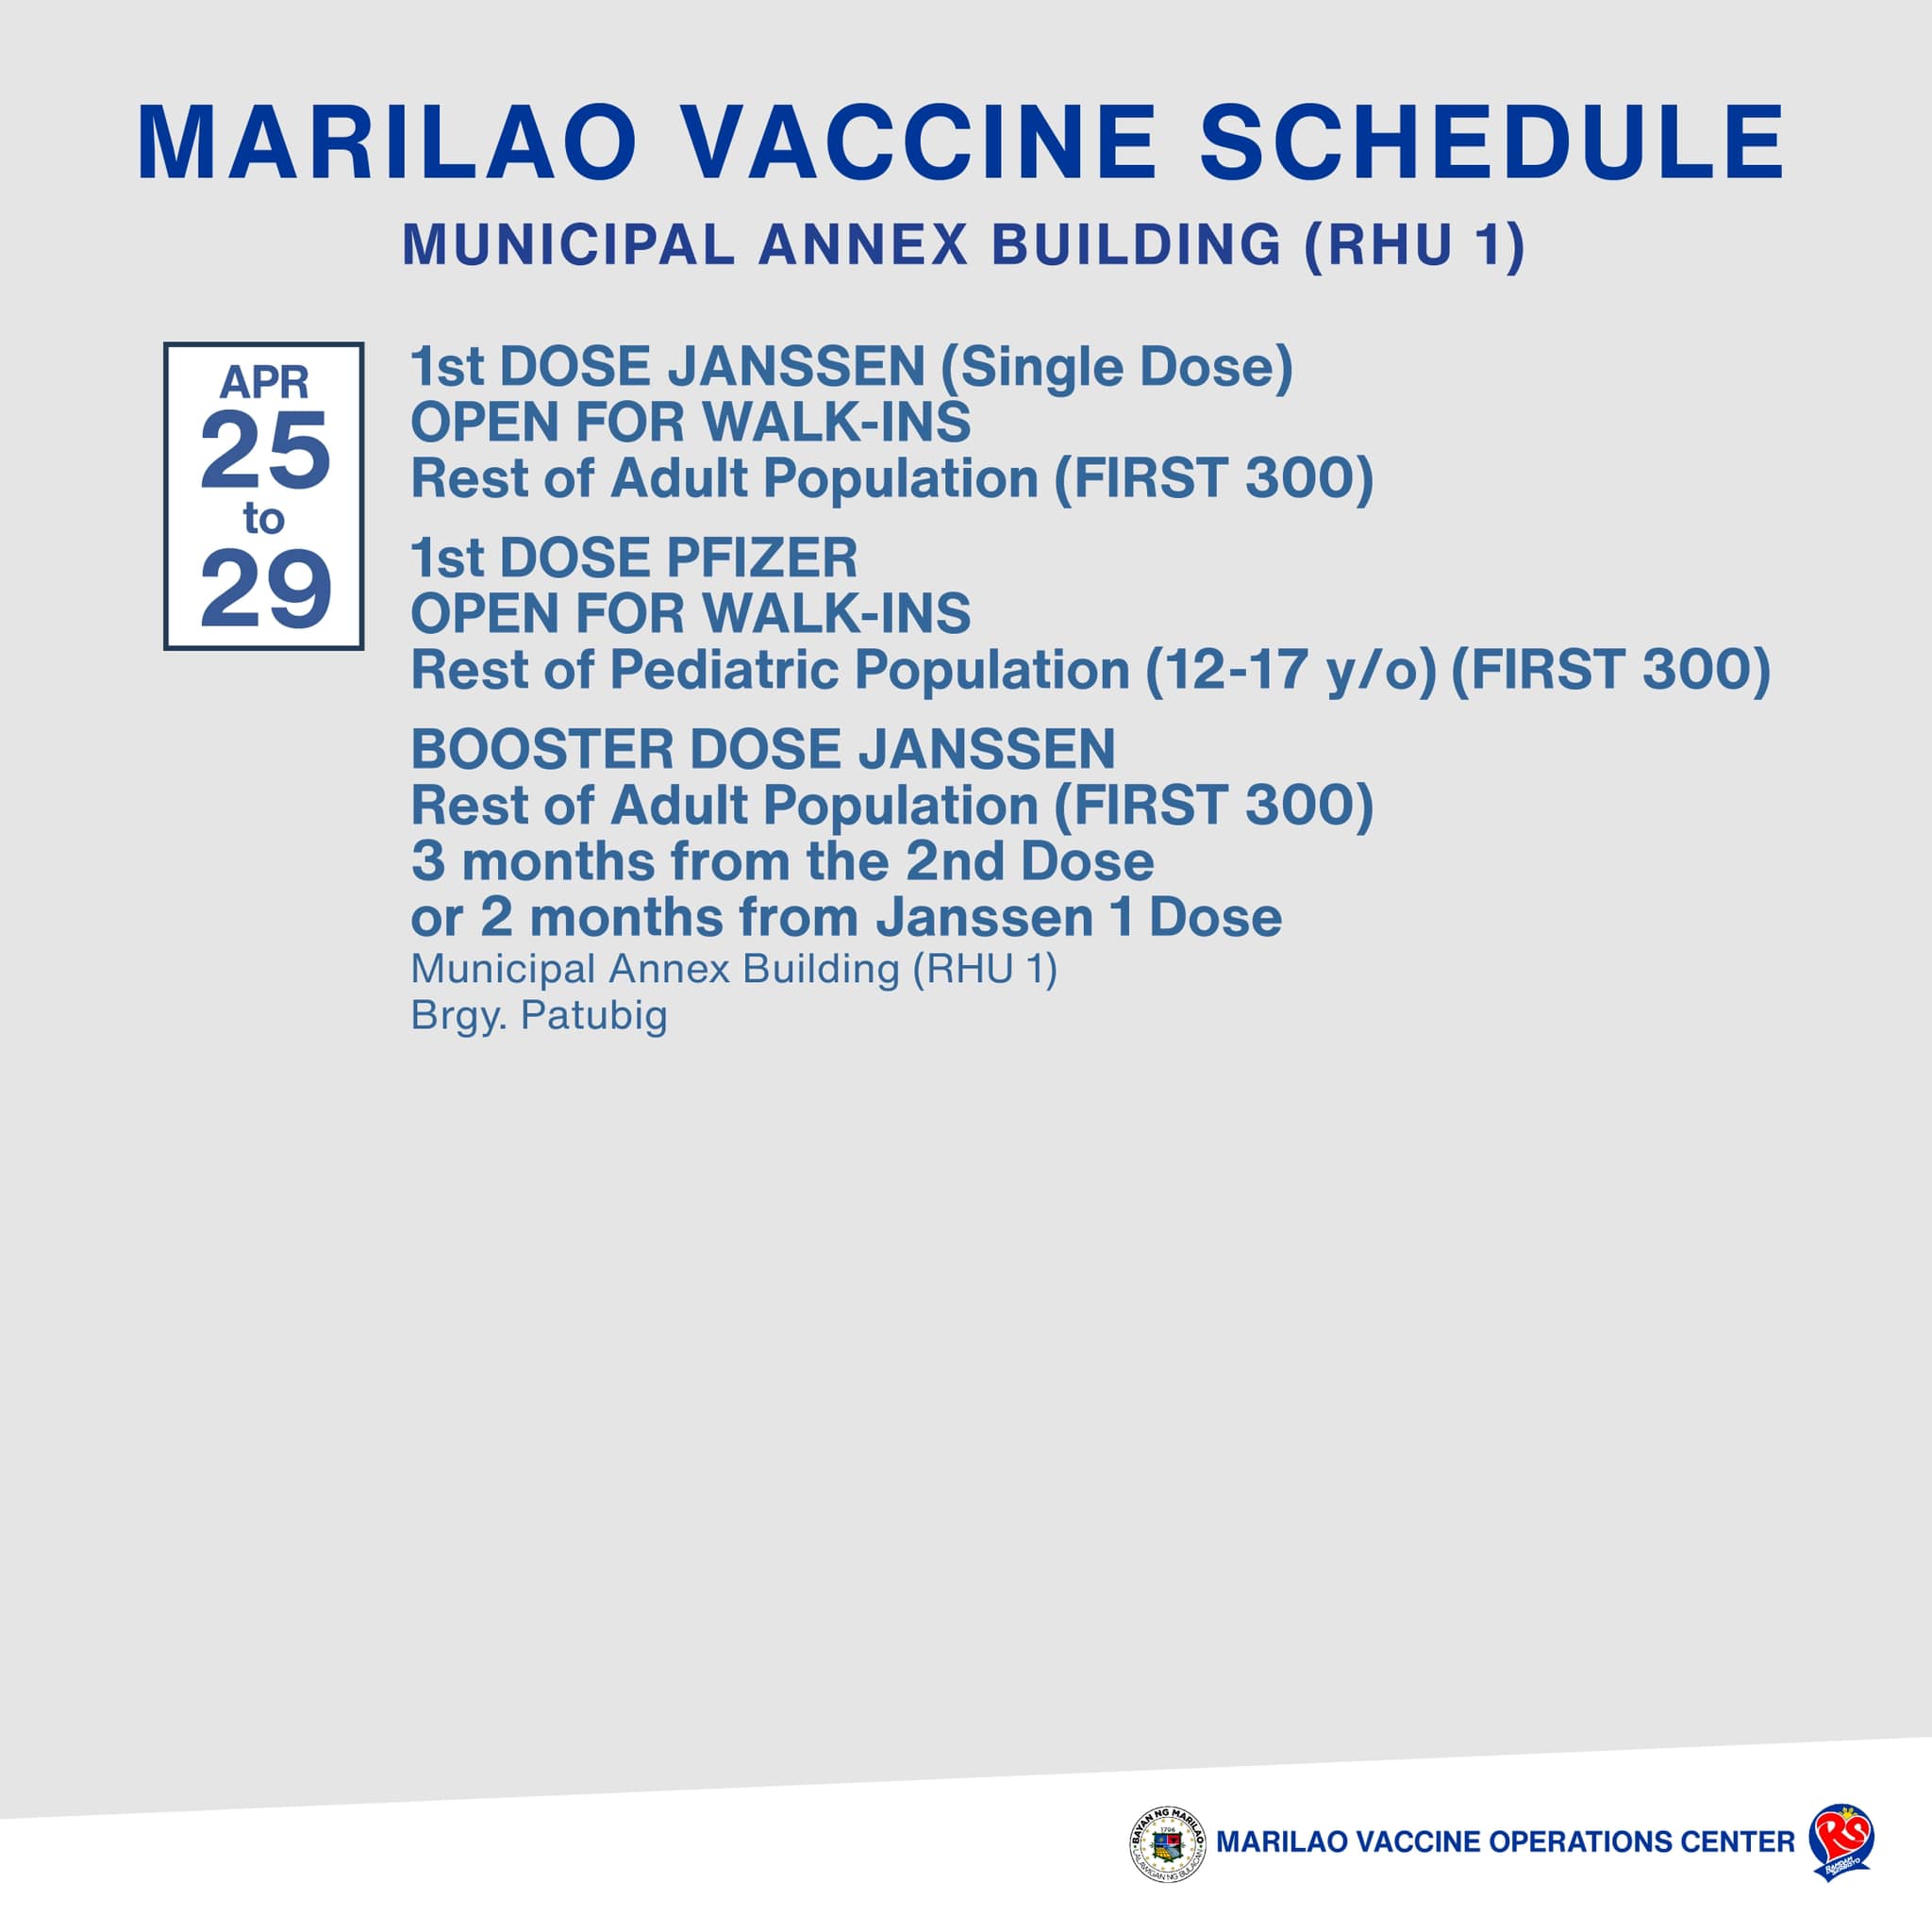 MARILAO VACCINE SCHEDULE
MUNICIPAL ANNEX BUILDING (RHU 1)
APR
25
to
29
1st DOSE JANSSEN (Single Dose)
OPEN FOR WALK-INS
Rest of Adult Population (FIRST 300)
1st DOSE PFIZER
OPEN FOR WALK-INS
Rest of Pediatric Population (12-17 y/o) (FIRST 300)
BOOSTER DOSE JANSSEN
Rest of Adult Population (FIRST 300)
3 months from the 2nd Dose
or 2 months from Janssen 1 Dose
Municipal Annex Building (RHU 1)
Brgy. Patubig
BAYAN NG MARILAO
1796
LALAWIGAN NG BULACAN
MARILAO VACCINE OPERATIONS CENTER
RS